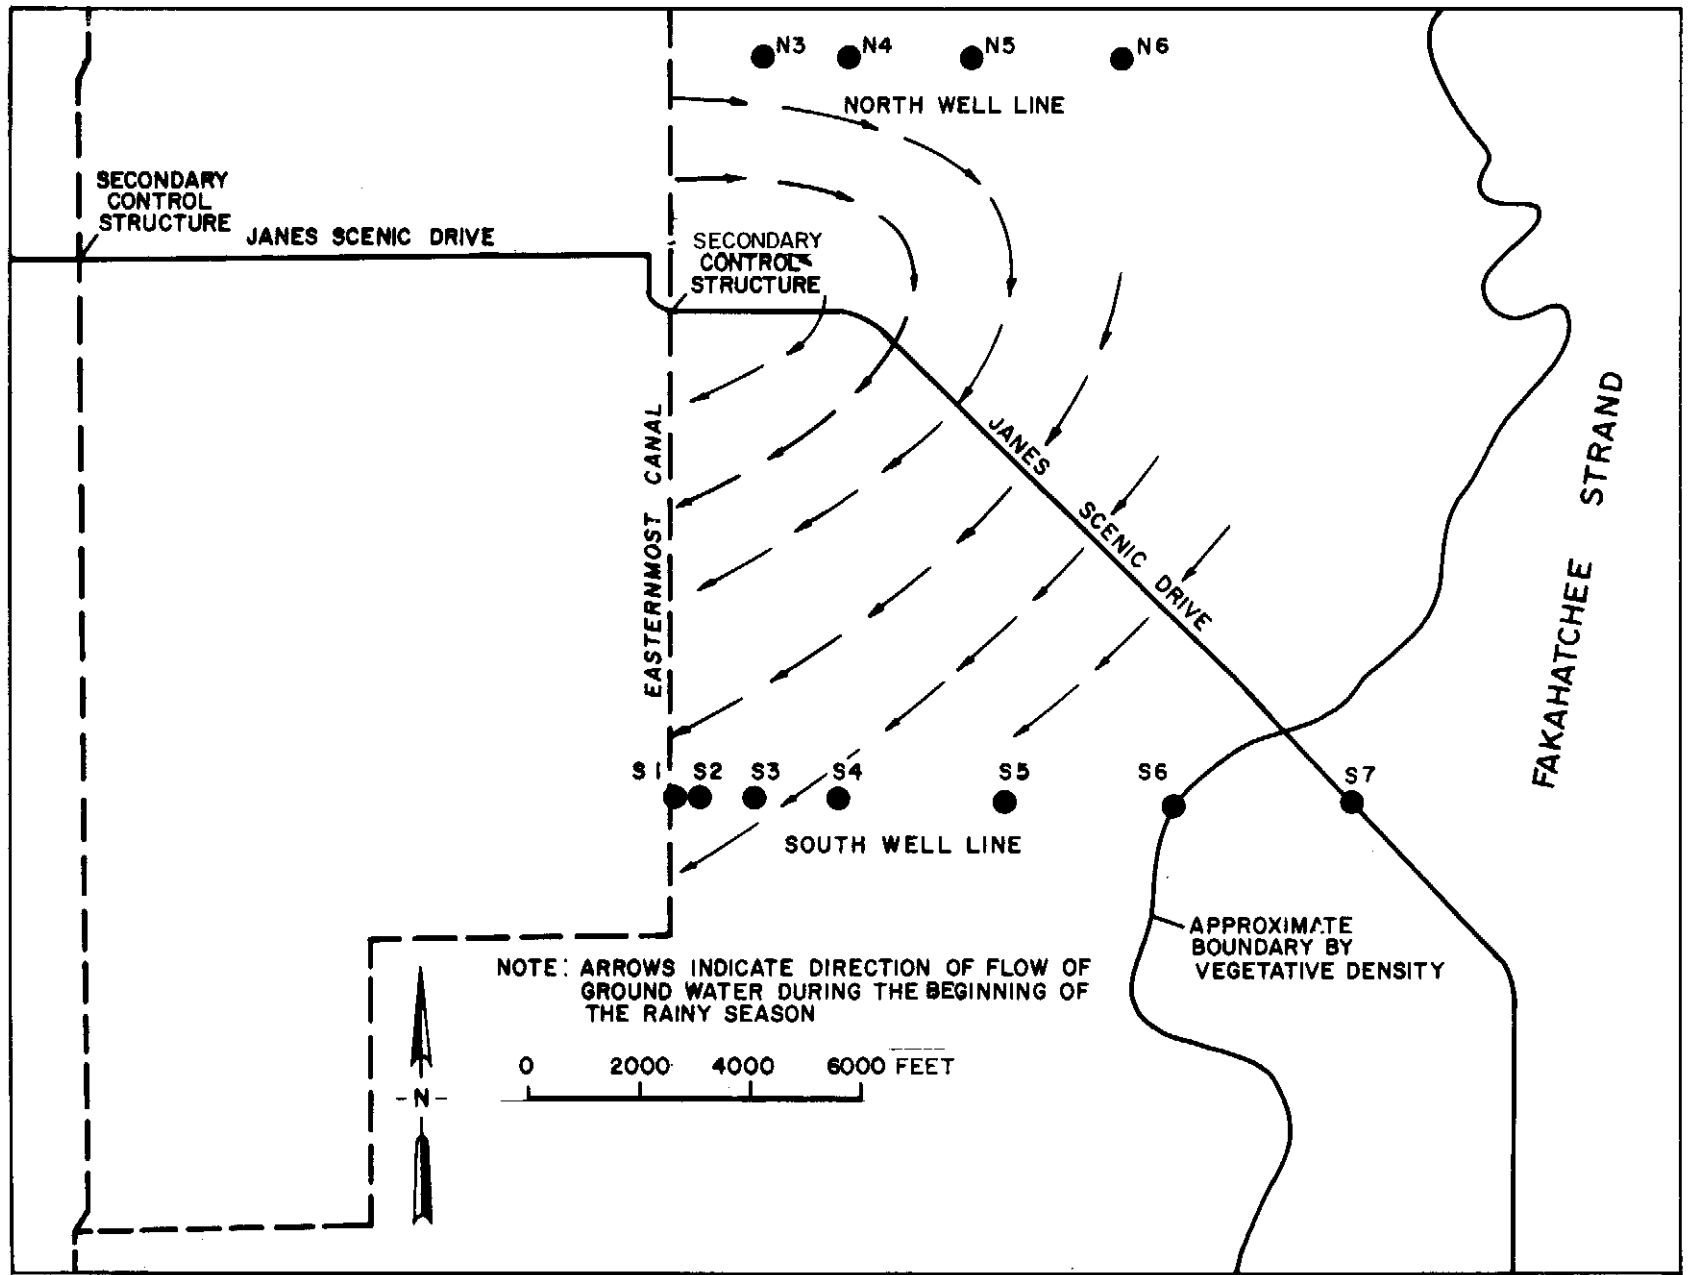 N3
N4
N5
N6
NORTH WELL LINE
SECONDARY
CONTROL
STRUCTURE
JANES SCENIC DRIVE
SECONDARY
CONTROL
STRUCTURE
EASTERNMOST CANAL
JANES SCENIC DRIVE
FAKAHATCHEE STRAND
S1
S2
S3
S4
S5
S6
S7
SOUTH WELL LINE
APPROXIMATE
BOUNDARY BY
VEGETATIVE DENSITY
NOTE: ARROWS INDICATE DIRECTION OF FLOW OF
GROUND WATER DURING THE BEGINNING OF
THE RAINY SEASON
0 2000 4000 6000 FEET
-N-